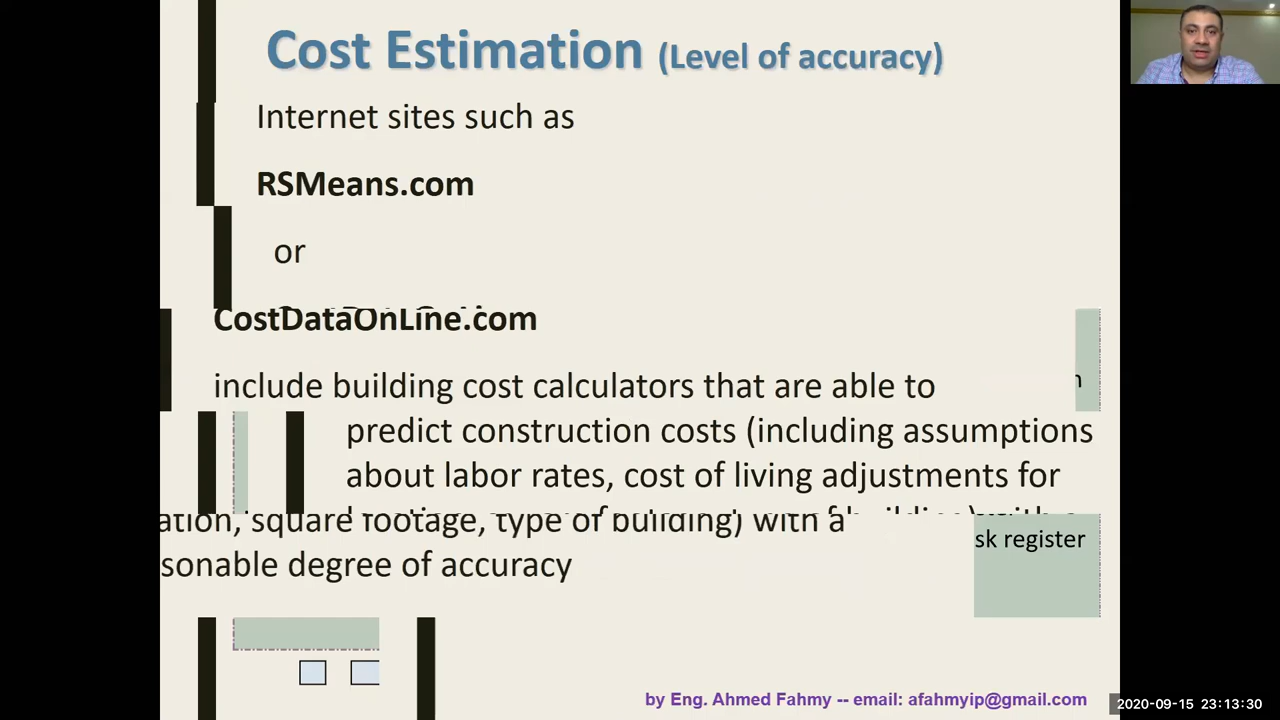 Cost Estimation (Level of accuracy)
Internet sites such as
RSMeans.com
or
CostDataOnLine.com
include building cost calculators that are able to
predict construction costs (including assumptions
about labor rates, cost of living adjustments for
ation, square footage, type of building) with a
sonable degree of accuracy
sk register
by Eng. Ahmed Fahmy -- email: afahmyip@gmail.com
2020-09-15 23:13:30